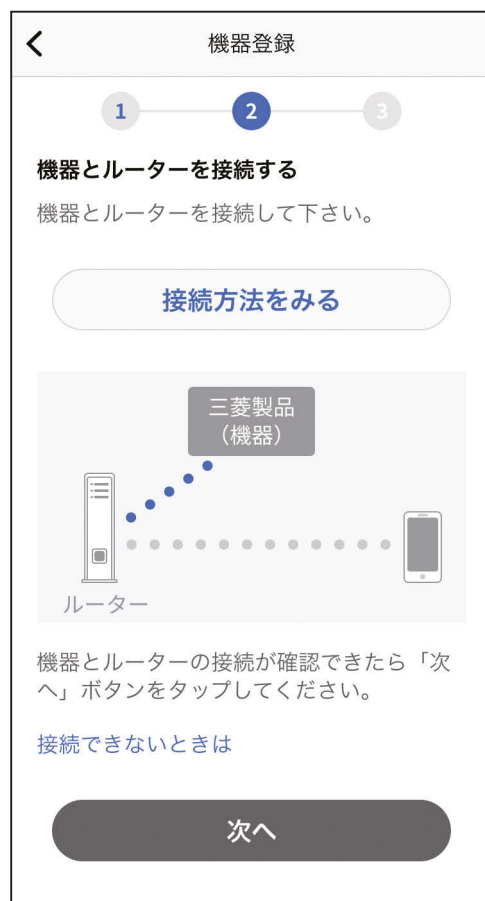 機器登録
1 2 3
機器とルーターを接続する
機器とルーターを接続して下さい。
接続方法をみる
三菱製品
（機器）
ルーター
機器とルーターの接続が確認できたら「次
へ」ボタンをタップしてください。
接続できないときは
次へ